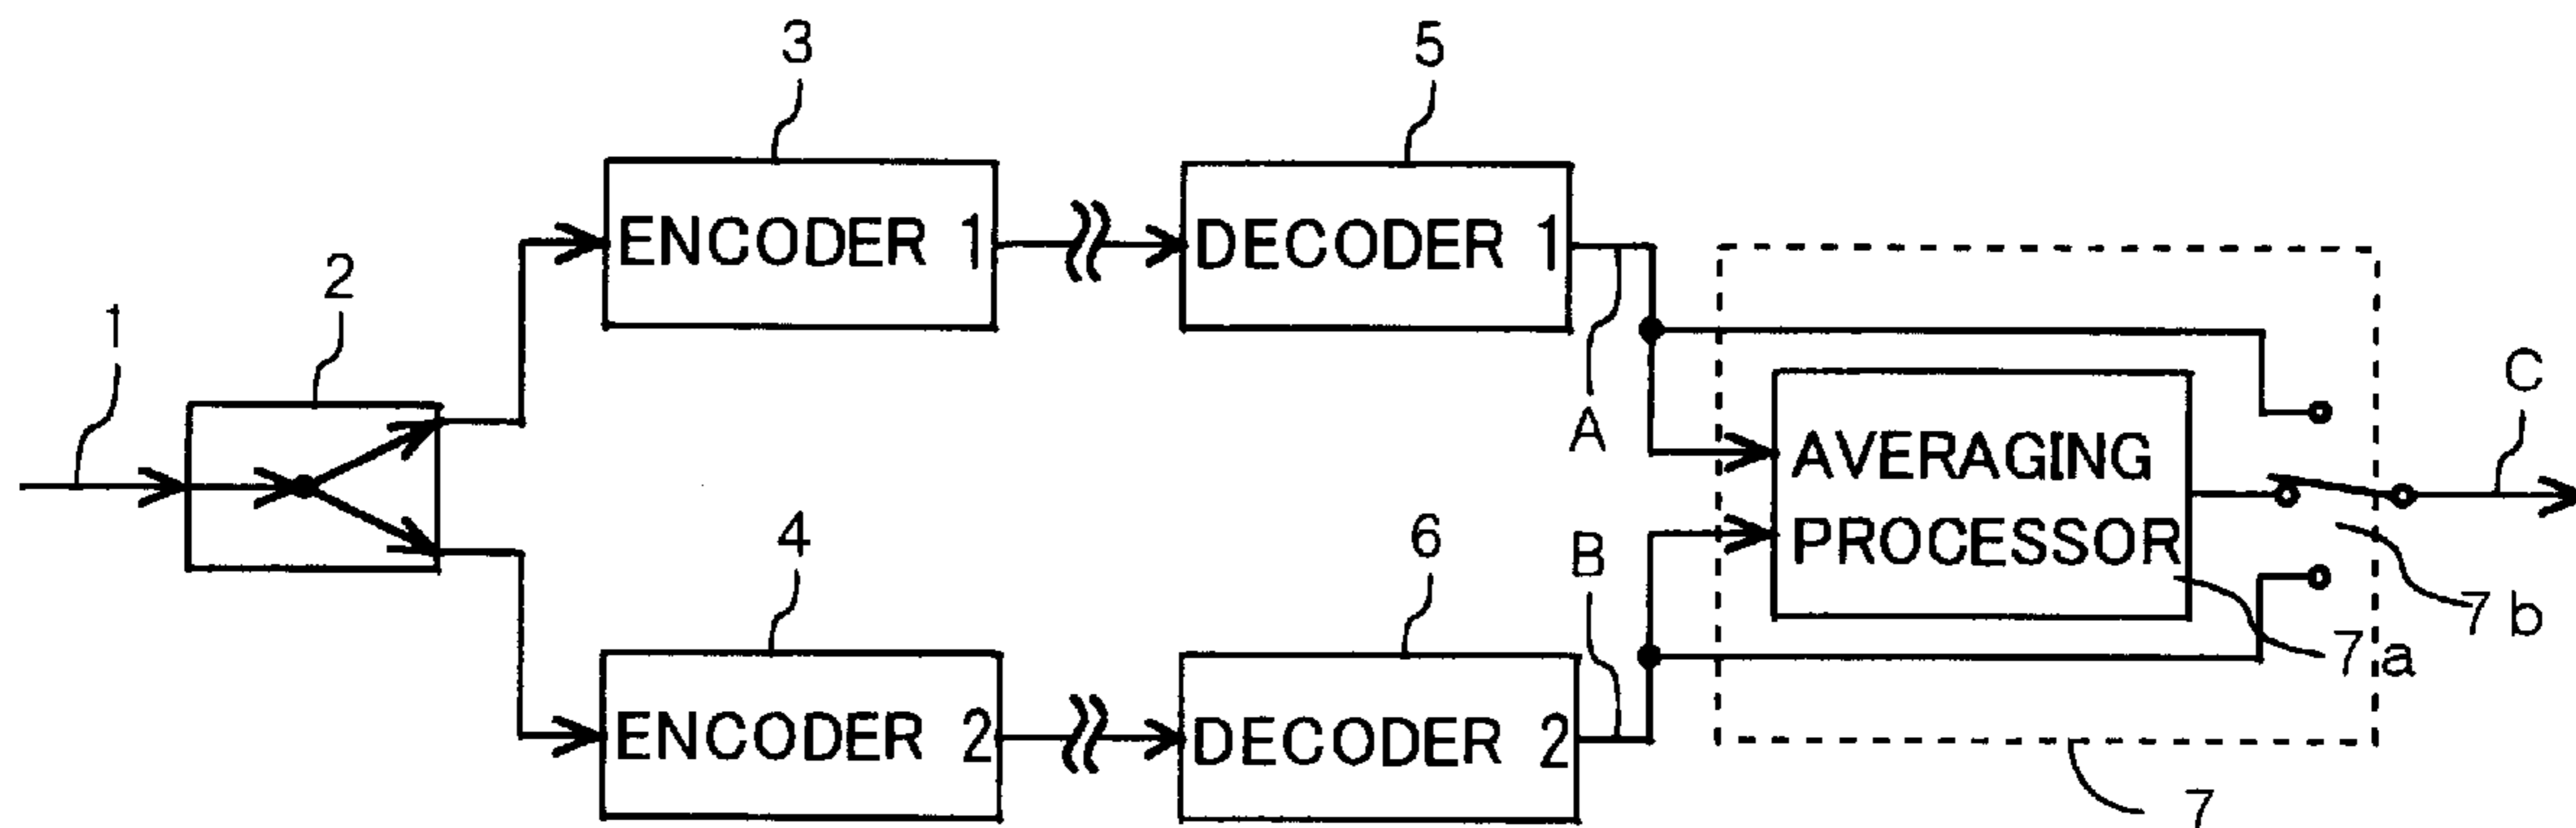 3
5
ENCODER 1
DECODER 1
2
1
A
C
AVERAGING
PROCESSOR
4
6
B
7b
7a
ENCODER 2
DECODER 2
7